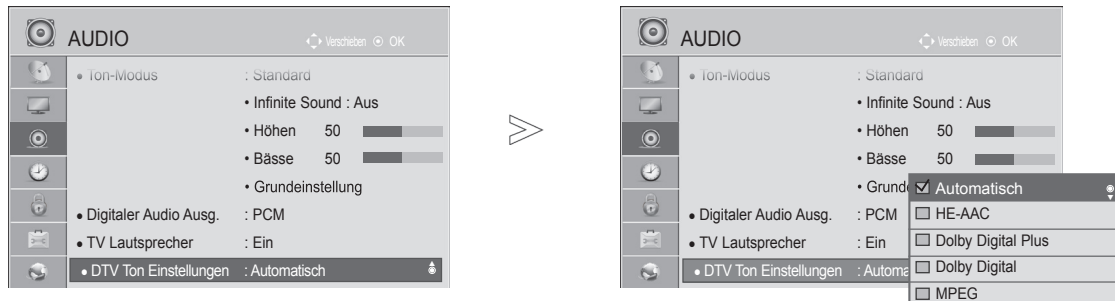 AUDIO
Verschieben OK
• Ton-Modus : Standard
• Infinite Sound : Aus
• Höhen 50
• Bässe 50
• Grundeinstellung
• Digitaler Audio Ausg. : PCM
• TV Lautsprecher : Ein
• DTV Ton Einstellungen : Automatisch
AUDIO
Verschieben OK
• Ton-Modus : Standard
• Infinite Sound : Aus
• Höhen 50
• Bässe 50
• Grunde
• Digitaler Audio Ausg. : PCM
• TV Lautsprecher : Ein
• DTV Ton Einstellungen : Automa
Automatisch
HE-AAC
Dolby Digital Plus
Dolby Digital
MPEG